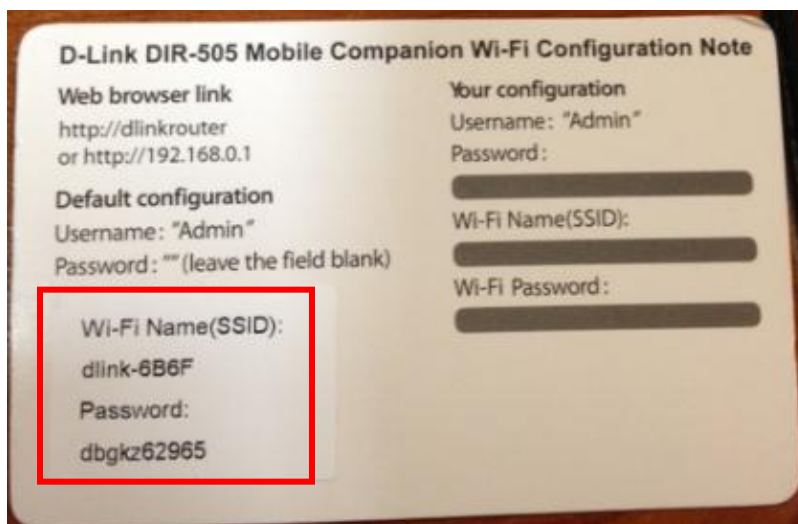 D-Link DIR-505 Mobile Companion Wi-Fi Configuration Note
Web browser link
http://dlinkrouter
or http://192.168.0.1
Default configuration
Username: "Admin"
Password: "" (leave the field blank)
Wi-Fi Name(SSID):
dlink-6B6F
Password:
dbgkz62965
Your configuration
Username: "Admin"
Password:
Wi-Fi Name(SSID):
Wi-Fi Password: